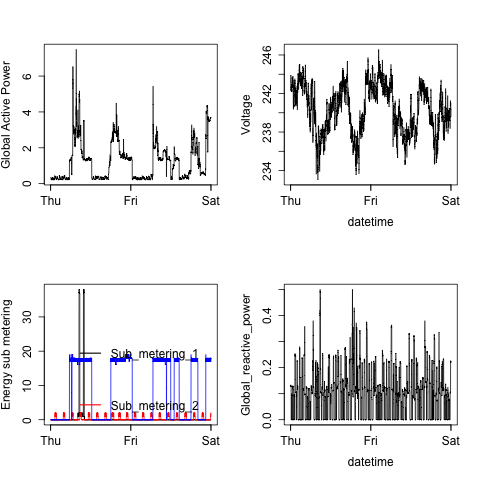 Global Active Power
0 2 4 6
Thu Fri Sat
Voltage
234 238 242 246
Thu Fri Sat
datetime
Energy sub metering
0 10 20 30
Sub_metering_1
Sub_metering_2
Thu Fri Sat
Global_reactive_power
0.0 0.2 0.4
Thu Fri Sat
datetime